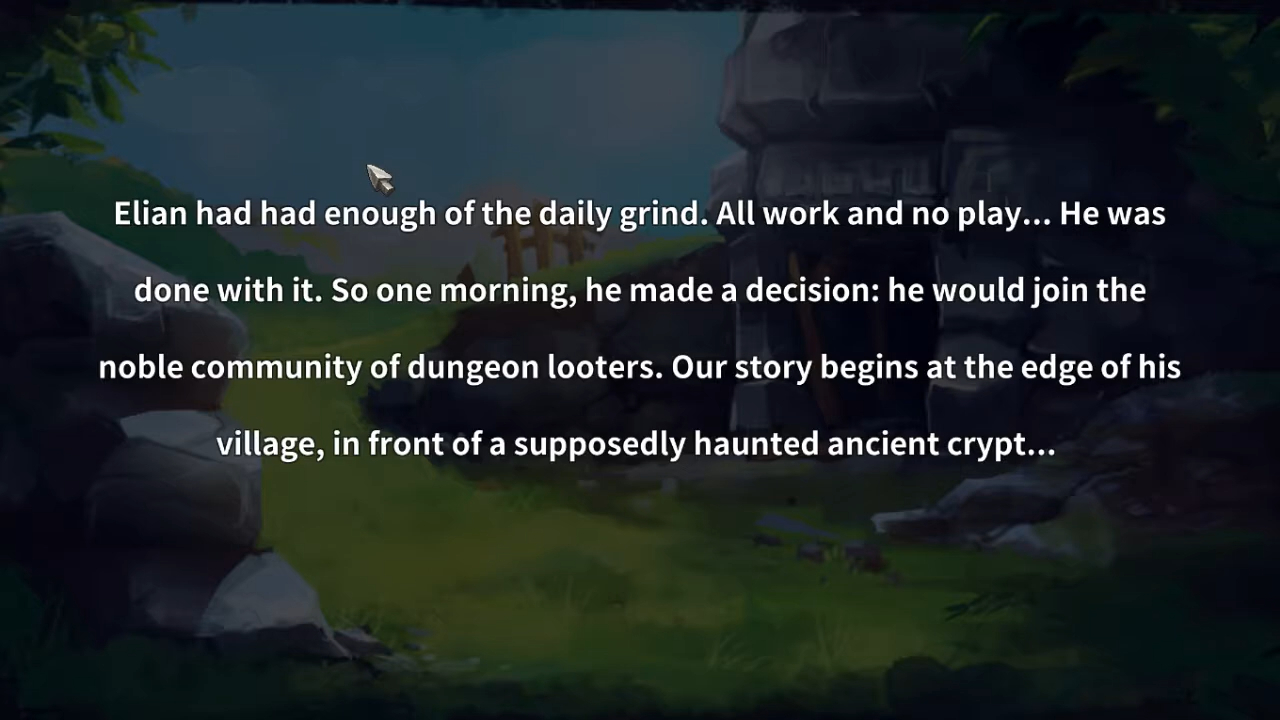 Elian had had enough of the daily grind. All work and no play... He was
done with it. So one morning, he made a decision: he would join the
noble community of dungeon looters. Our story begins at the edge of his
village, in front of a supposedly haunted ancient crypt...